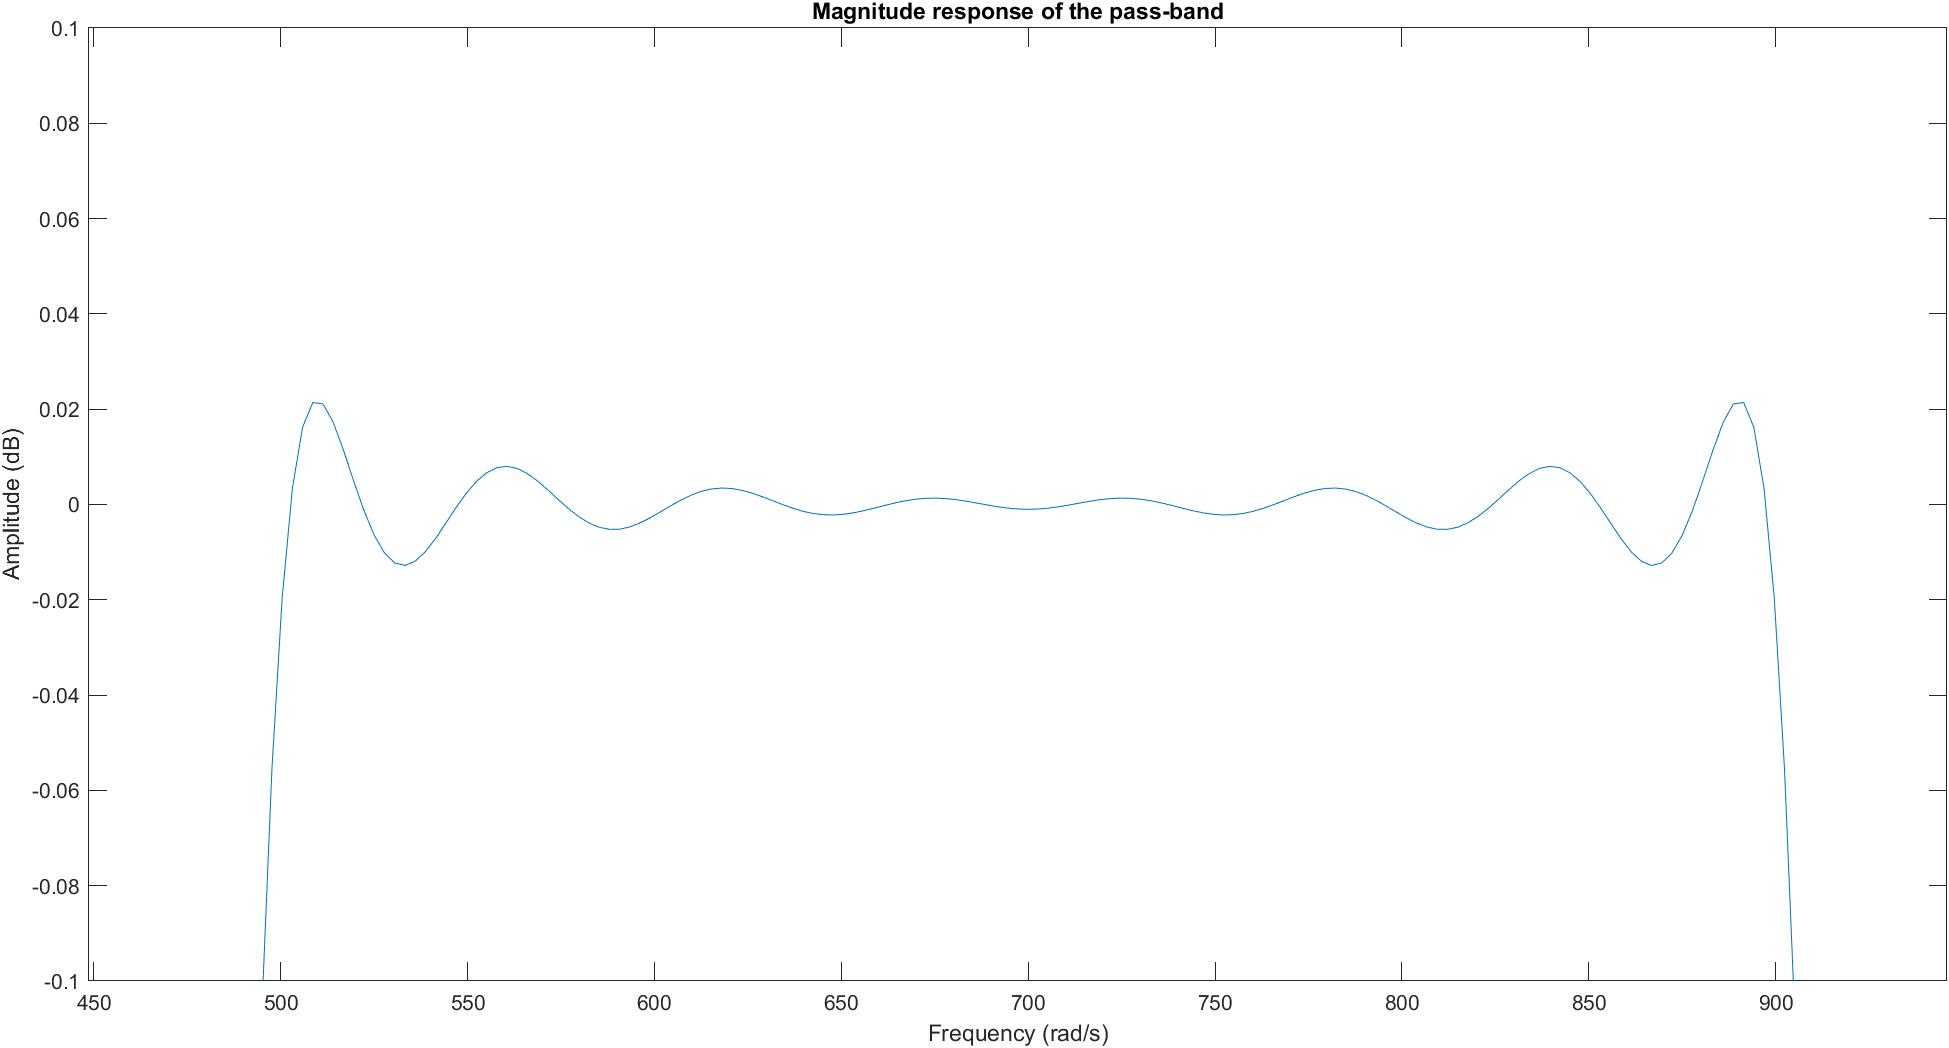 Magnitude response of the pass-band
0.1
0.08
0.06
0.04
0.02
0
-0.02
-0.04
-0.06
-0.08
-0.1
Amplitude (dB)
450 500 550 600 650 700 750 800 850 900
Frequency (rad/s)